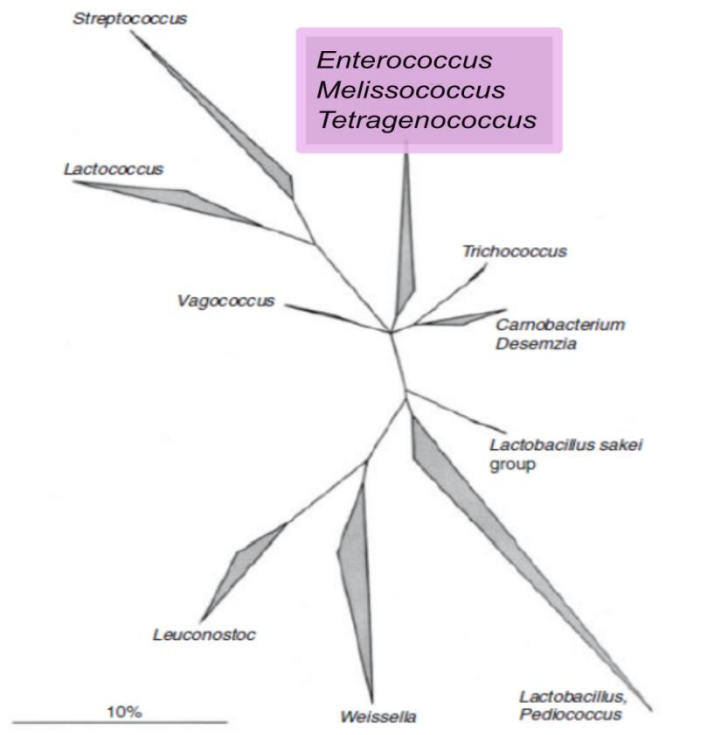 Streptococcus
Enterococcus
Melissococcus
Tetragenococcus
Lactococcus
Trichococcus
Vagococcus
Carnobacterium
Desemzia
Lactobacillus sakei
group
Leuconostoc
Lactobacillus,
Pediococcus
10%
Weissella